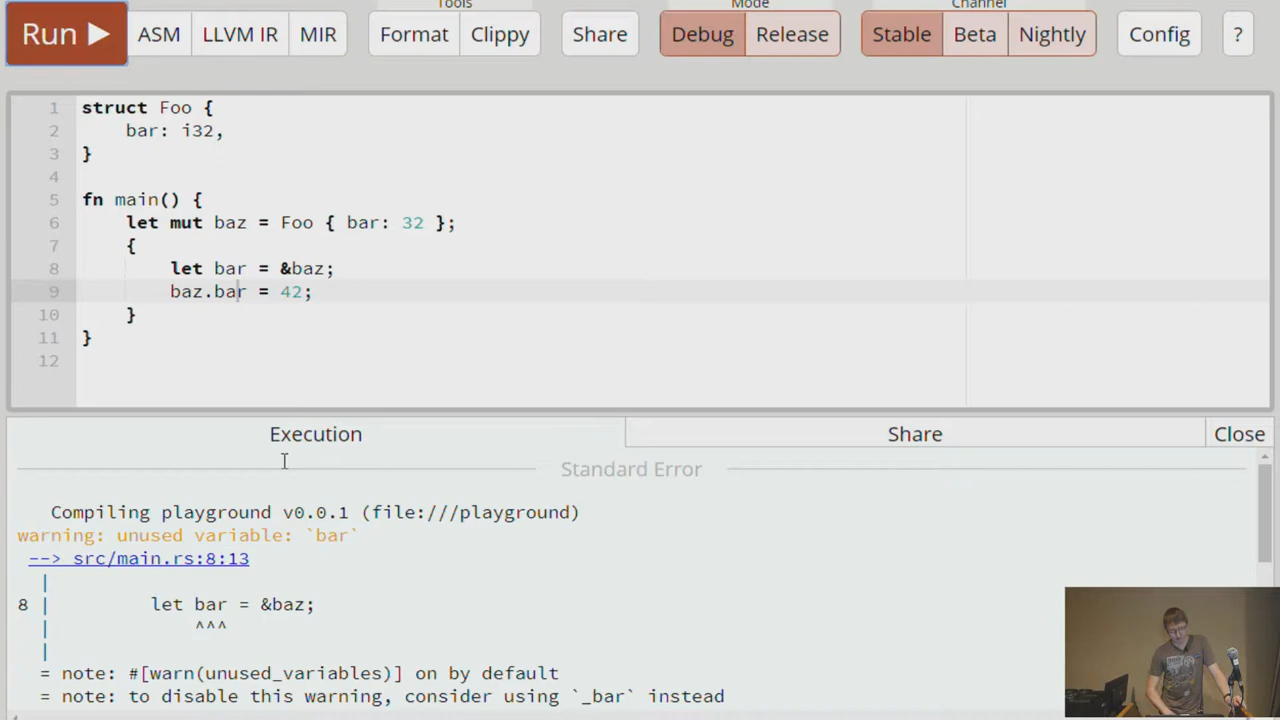 Tools Mode Channel
Run ▶ ASM LLVM IR MIR Format Clippy Share Debug Release Stable Beta Nightly Config ?
1 struct Foo {
2     bar: i32,
3 }
4
5 fn main() {
6     let mut baz = Foo { bar: 32 };
7     {
8         let bar = &baz;
9         baz.bar = 42;
10     }
11 }
12
Execution Share Close
Standard Error
Compiling playground v0.0.1 (file:///playground)
warning: unused variable: `bar`
--> src/main.rs:8:13
|
8 |         let bar = &baz;
|             ^^^
|
= note: #[warn(unused_variables)] on by default
= note: to disable this warning, consider using `_bar` instead